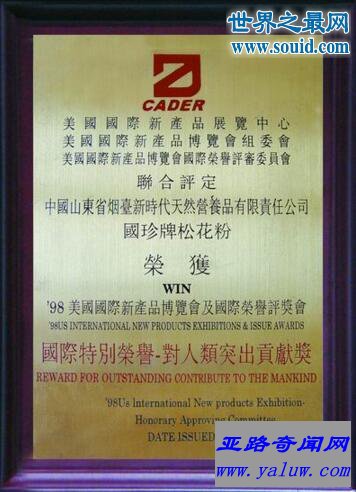 世界之最网
www.souid.com
CADER
美國國際新產品展覽中心
美國國際新產品博覽會組委會
美國國際新產品博覽會國際榮譽評審委員會
聯合評定
中國山東省烟臺新時代天然營養品有限責任公司
國珍牌松花粉
榮獲
WIN
'98 美國國際新產品博覽會及國際榮譽評獎會
'98US INTERNATIONAL NEW PRODUCTS EXHIBITIONS & ISSUE AWARDS
國際特別榮譽-對人類突出貢獻獎
REWARD FOR OUTSTANDING CONTRIBUTE TO THE MANKIND
'98Us International New products Exhibition-
Honorary Approving Committee
DATE ISSUED
亚路奇闻网
www.yaluw.com